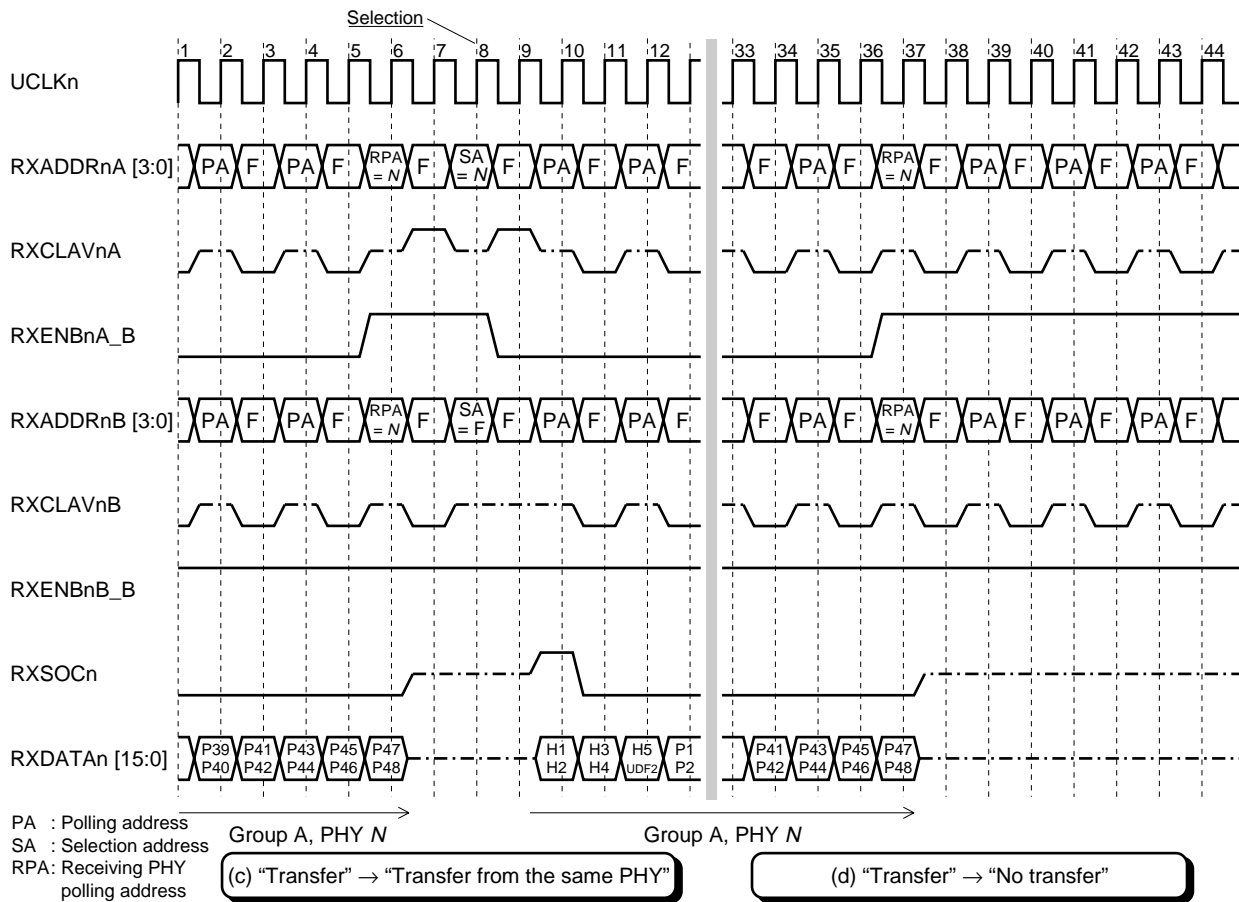 Selection
1 2 3 4 5 6 7 8 9 10 11 12 33 34 35 36 37 38 39 40 41 42 43 44
UCLKn
RXADDRnA [3:0] PA F PA F RPA = N F SA = N F PA F PA F F PA F RPA = N F PA F PA F PA F
RXCLAVnA
RXENBnA_B
RXADDRnB [3:0] PA F PA F RPA = N F SA = F F PA F PA F F PA F RPA = N F PA F PA F PA F
RXCLAVnB
RXENBnB_B
RXSOCn
RXDATAn [15:0] P39 P40 P41 P42 P43 P44 P45 P46 P47 P48 H1 H2 H3 H4 H5 UDF2 P1 P2 P41 P42 P43 P44 P45 P46 P47 P48
Group A, PHY N Group A, PHY N
PA : Polling address
SA : Selection address
RPA : Receiving PHY
polling address
(c) “Transfer” → “Transfer from the same PHY”
(d) “Transfer” → “No transfer”